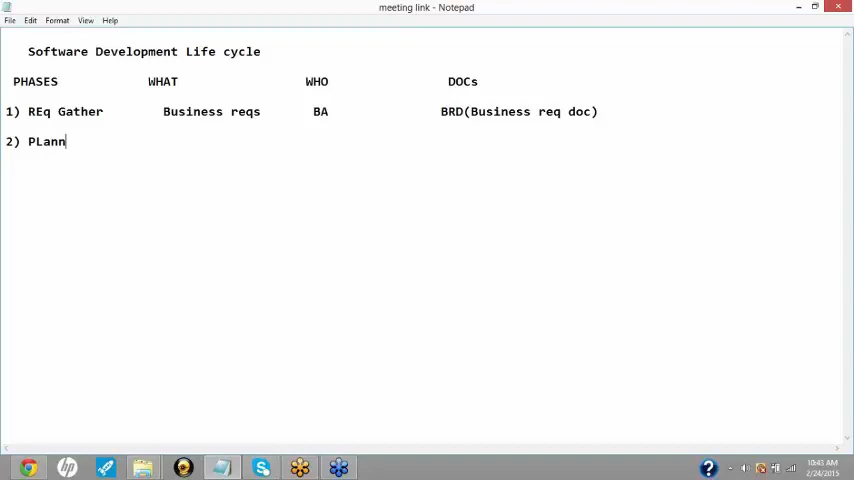 meeting link - Notepad
File Edit Format View Help
Software Development Life cycle
PHASES WHAT WHO DOCs
1) REq Gather Business reqs BA BRD(Business req doc)
2) PLann
10:43 AM
2/24/2015